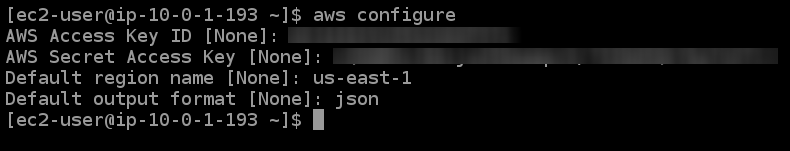 [ec2-user@ip-10-0-1-193 ~]$ aws configure
AWS Access Key ID [None]:
AWS Secret Access Key [None]:
Default region name [None]: us-east-1
Default output format [None]: json
[ec2-user@ip-10-0-1-193 ~]$